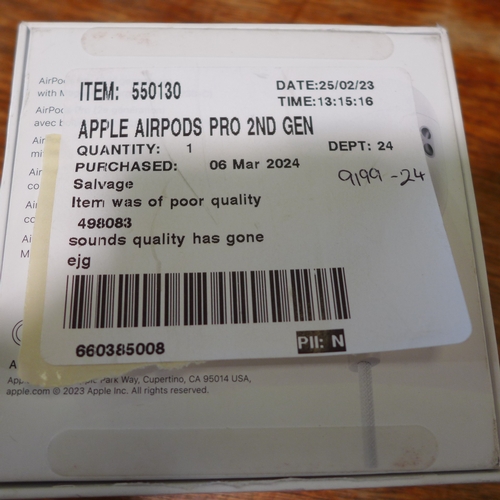 ITEM: 550130
DATE:25/02/23
TIME:13:15:16
APPLE AIRPODS PRO 2ND GEN
QUANTITY: 1
DEPT: 24
PURCHASED: 06 Mar 2024
9199-24
Salvage
Item was of poor quality
498083
sounds quality has gone
ejg
660385008
PII: N
Park Way, Cupertino, CA 95014 USA,
apple.com © 2023 Apple Inc. All rights reserved.